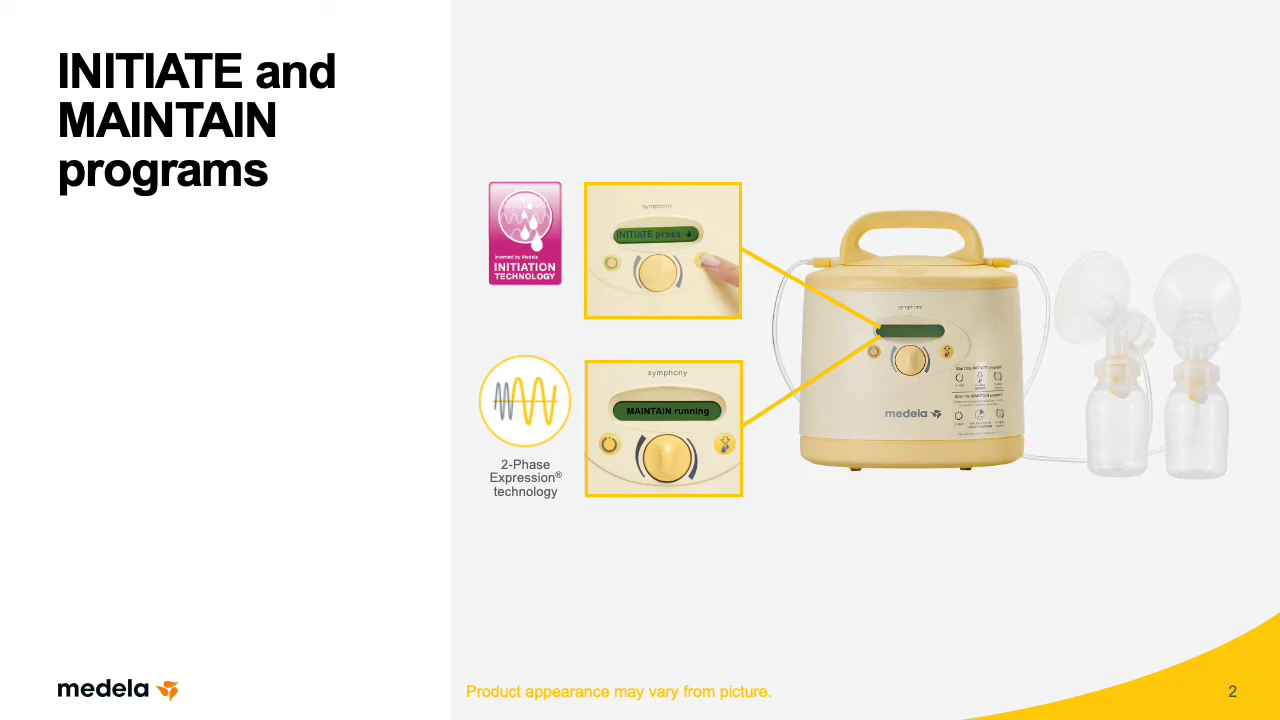 INITIATE and
MAINTAIN
programs
invented by Medela
INITIATION
TECHNOLOGY
symphony
INITIATE press
symphony
MAINTAIN running
2-Phase
Expression®
technology
symphony
medela
medela
Product appearance may vary from picture.
2